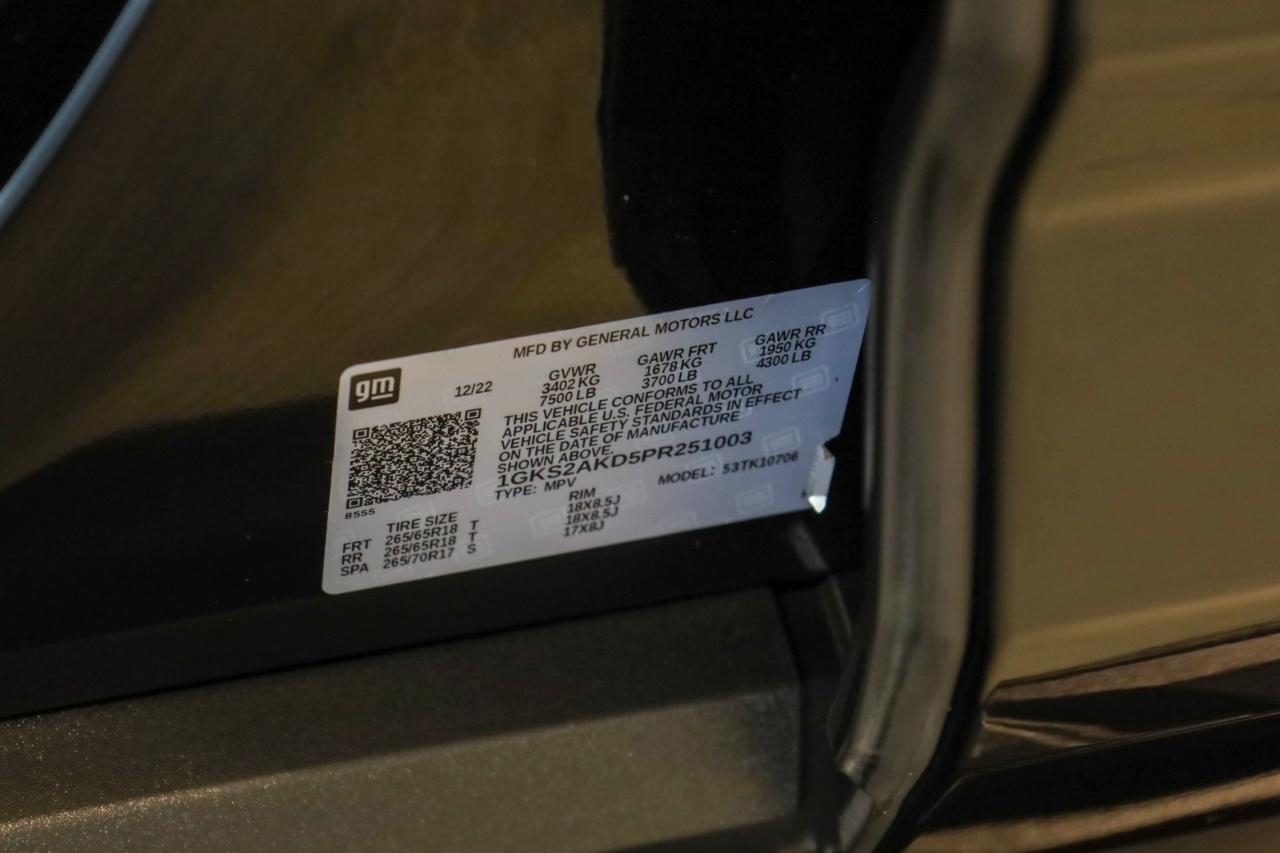 MFD BY GENERAL MOTORS LLC
gm
12/22
GVWR
3402 KG
7500 LB
GAWR FRT
1678 KG
3700 LB
GAWR RR
1950 KG
4300 LB
THIS VEHICLE CONFORMS TO ALL
APPLICABLE U.S. FEDERAL MOTOR
VEHICLE SAFETY STANDARDS IN EFFECT
ON THE DATE OF MANUFACTURE
SHOWN ABOVE.
1GKS2AKD5PR251003
TYPE: MPV MODEL: 53TK10706
8555
TIRE SIZE RIM
FRT 265/65R18 T 18X8.5J
RR 265/65R18 T 18X8.5J
SPA 265/70R17 S 17X8J